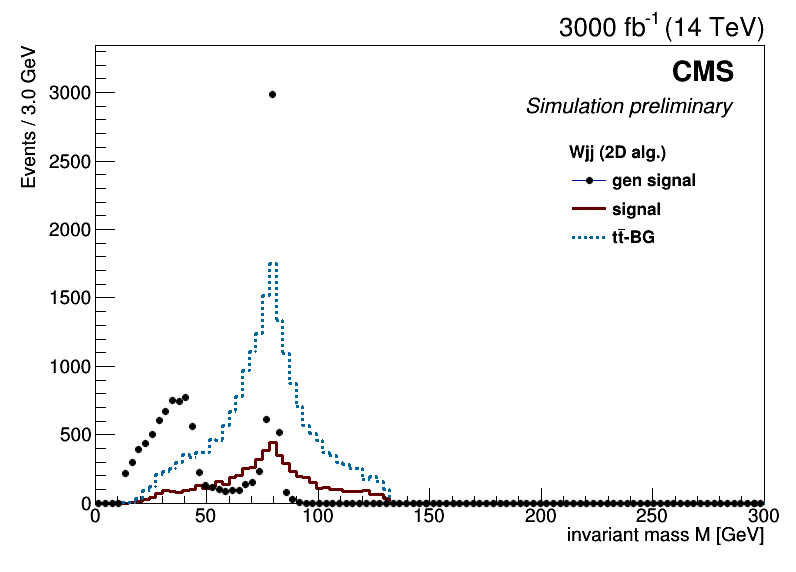 3000 fb⁻¹ (14 TeV)
CMS
Simulation preliminary
Wjj (2D alg.)
gen signal
signal
tt̄-BG
Events / 3.0 GeV
3000
2500
2000
1500
1000
500
0
0 50 100 150 200 250 300
invariant mass M [GeV]